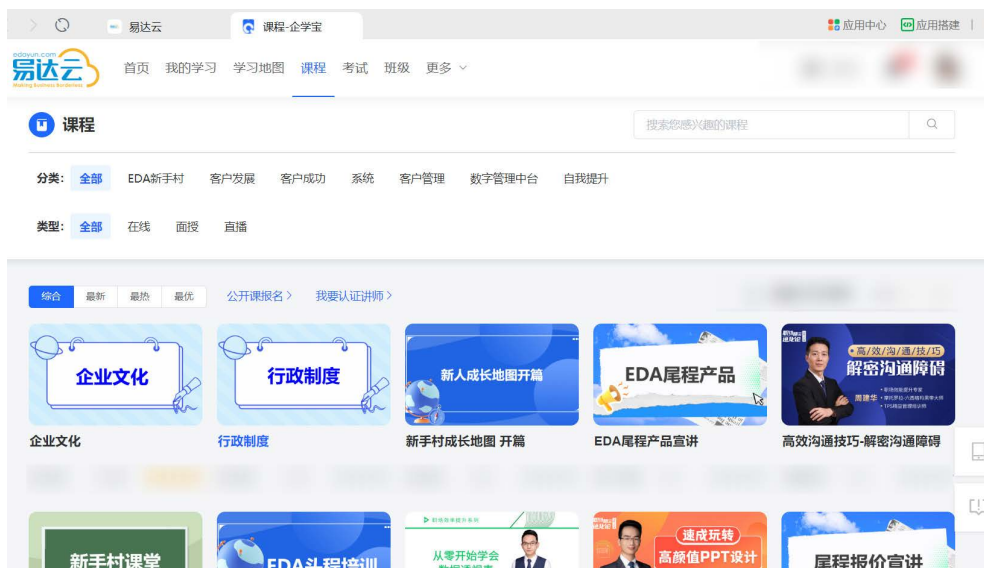 易达云
课程-企学宝
应用中心
应用搭建
edayun.com
易达云
Making Business Borderless
首页 我的学习 学习地图 课程 考试 班级 更多
课程
搜索您感兴趣的课程
分类: 全部 EDA新手村 客户发展 客户成功 系统 客户管理 数字管理中台 自我提升
类型: 全部 在线 面授 直播
综合 最新 最热 最优 公开课报名 我要认证讲师
企业文化
行政制度
新人成长地图开篇
EDA尾程产品
·高/效/沟/通/技/巧
解密沟通障碍
周建华
企业文化
行政制度
新手村成长地图 开篇
EDA尾程产品宣讲
高效沟通技巧-解密沟通障碍
新手村课堂
EDA头程培训
从零开始学会
速成玩转
高颜值PPT设计
尾程报价宣讲